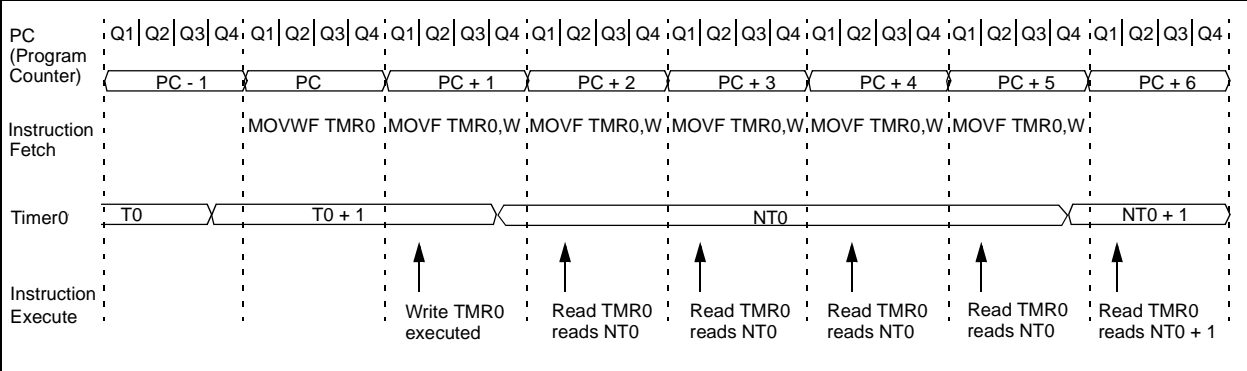 PC (Program Counter)
Q1 Q2 Q3 Q4 Q1 Q2 Q3 Q4 Q1 Q2 Q3 Q4 Q1 Q2 Q3 Q4 Q1 Q2 Q3 Q4 Q1 Q2 Q3 Q4 Q1 Q2 Q3 Q4 Q1 Q2 Q3 Q4
PC - 1 PC PC + 1 PC + 2 PC + 3 PC + 4 PC + 5 PC + 6
Instruction Fetch
MOVWF TMR0 MOVF TMR0,W MOVF TMR0,W MOVF TMR0,W MOVF TMR0,W MOVF TMR0,W
Timer0 T0 T0 + 1 NT0 NT0 + 1
Instruction Execute
Write TMR0 executed
Read TMR0 reads NT0
Read TMR0 reads NT0
Read TMR0 reads NT0
Read TMR0 reads NT0
Read TMR0 reads NT0 + 1